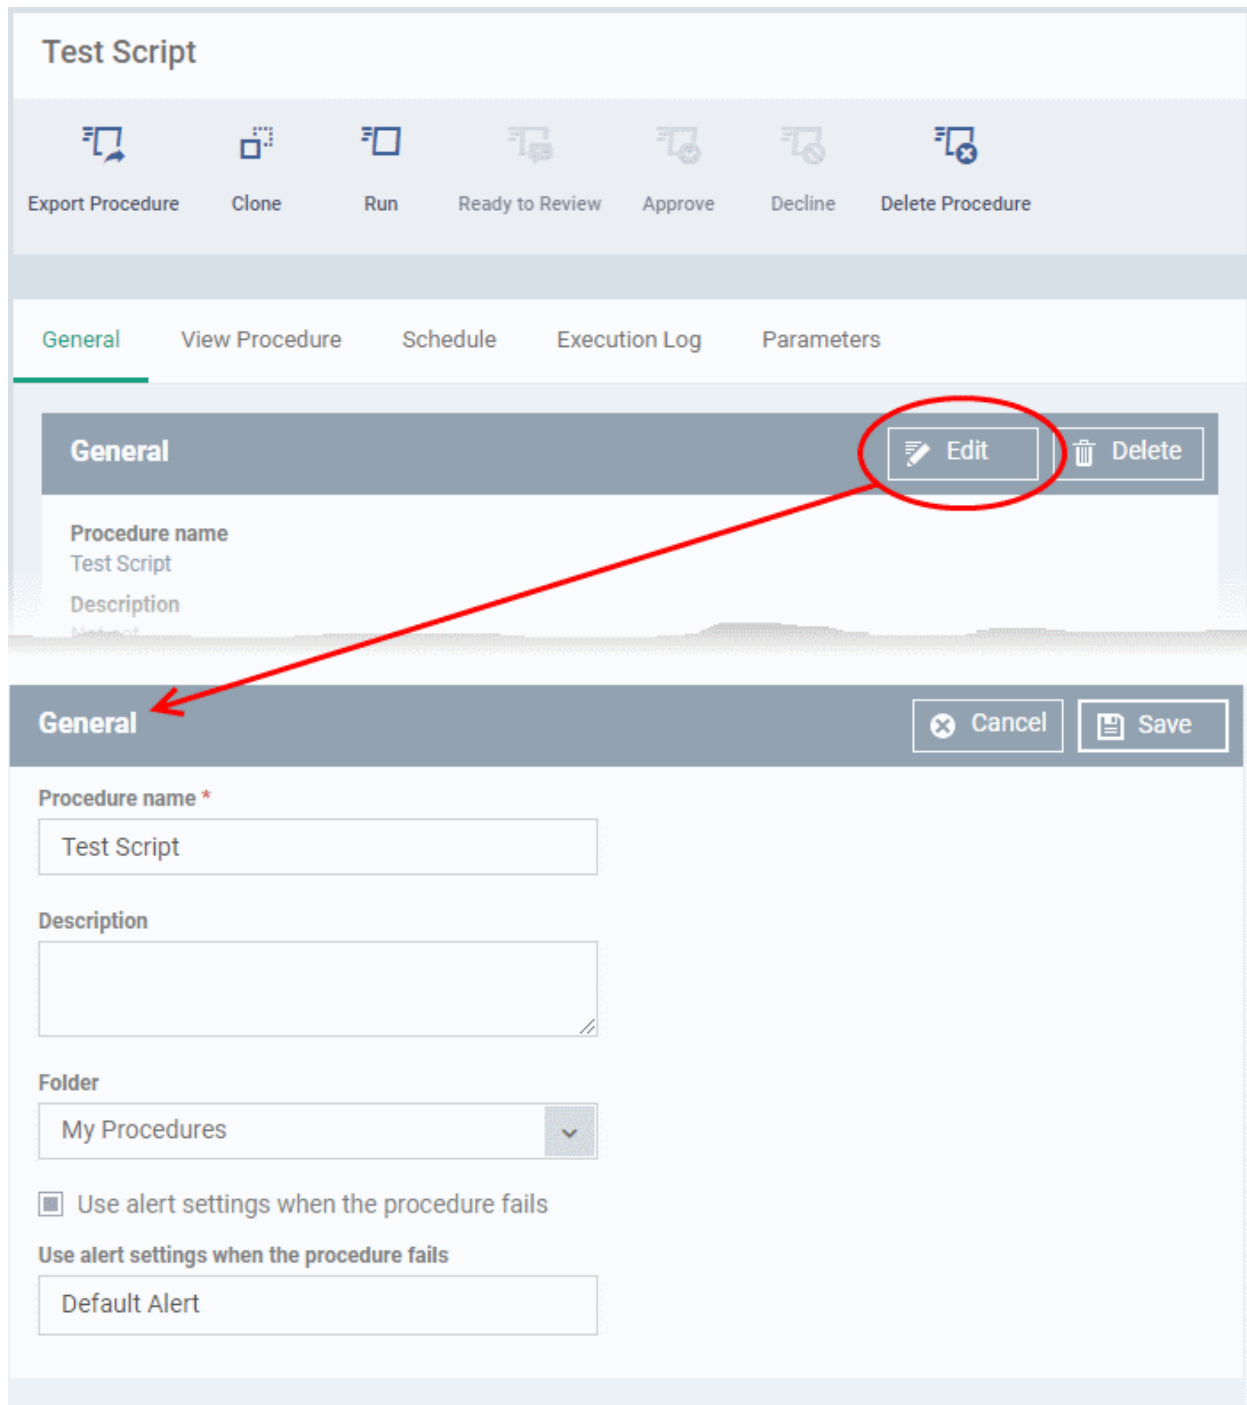 Test Script
Export Procedure Clone Run Ready to Review Approve Decline Delete Procedure
General View Procedure Schedule Execution Log Parameters
General Edit Delete
Procedure name
Test Script
Description
General Cancel Save
Procedure name *
Test Script
Description
Folder
My Procedures
Use alert settings when the procedure fails
Use alert settings when the procedure fails
Default Alert